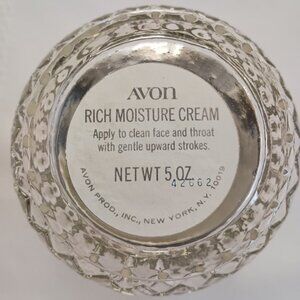 AVON
RICH MOISTURE CREAM
Apply to clean face and throat
with gentle upward strokes.
NET WT 5 OZ.
42662
AVON PROD., INC., NEW YORK, N.Y. 10019